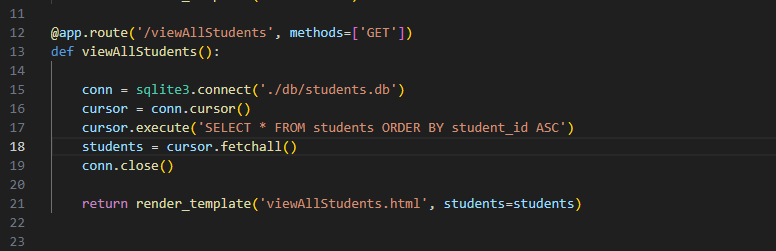 11
12 @app.route('/viewAllStudents', methods=['GET'])
13 def viewAllStudents():
14
15 conn = sqlite3.connect('./db/students.db')
16 cursor = conn.cursor()
17 cursor.execute('SELECT * FROM students ORDER BY student_id ASC')
18 students = cursor.fetchall()
19 conn.close()
20
21 return render_template('viewAllStudents.html', students=students)
22
23